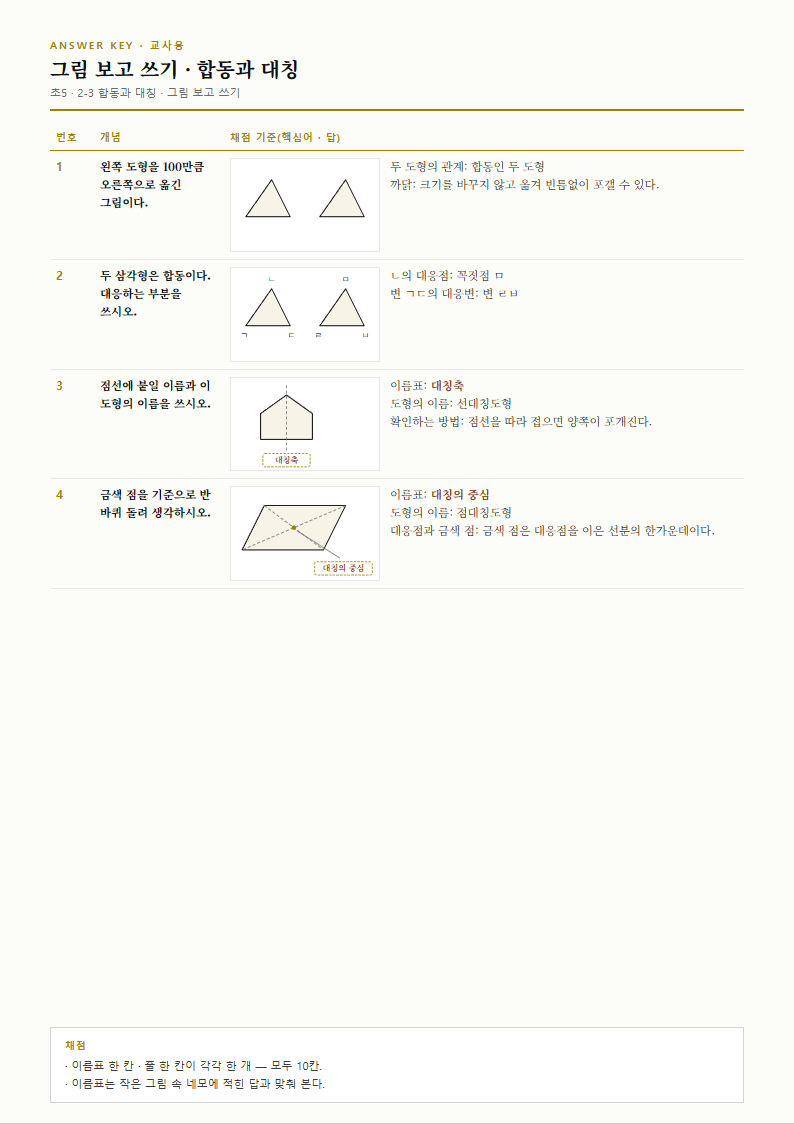 ANSWER KEY · 교사용
그림 보고 쓰기 · 합동과 대칭
초5 · 2-3 합동과 대칭 · 그림 보고 쓰기
번호 개념 채점 기준(핵심어 · 답)
1 왼쪽 도형을 100만큼
오른쪽으로 옮긴
그림이다.
두 도형의 관계: 합동인 두 도형
까닭: 크기를 바꾸지 않고 옮겨 빈틈없이 포갤 수 있다.
2 두 삼각형은 합동이다.
대응하는 부분을
쓰시오.
ㄴ ㅁ
ㄱ ㄷ ㄹ ㅂ
ㄴ의 대응점: 꼭짓점 ㅁ
변 ㄱㄷ의 대응변: 변 ㄹㅂ
3 점선에 붙일 이름과 이
도형의 이름을 쓰시오.
대칭축
이름표: 대칭축
도형의 이름: 선대칭도형
확인하는 방법: 점선을 따라 접으면 양쪽이 포개진다.
4 금색 점을 기준으로 반
바퀴 돌려 생각하시오.
대칭의 중심
이름표: 대칭의 중심
도형의 이름: 점대칭도형
대응점과 금색 점: 금색 점은 대응점을 이은 선분의 한가운데이다.
채점
· 이름표 한 칸 · 줄 한 칸이 각각 한 개 — 모두 10칸.
· 이름표는 작은 그림 속 네모에 적힌 답과 맞춰 본다.